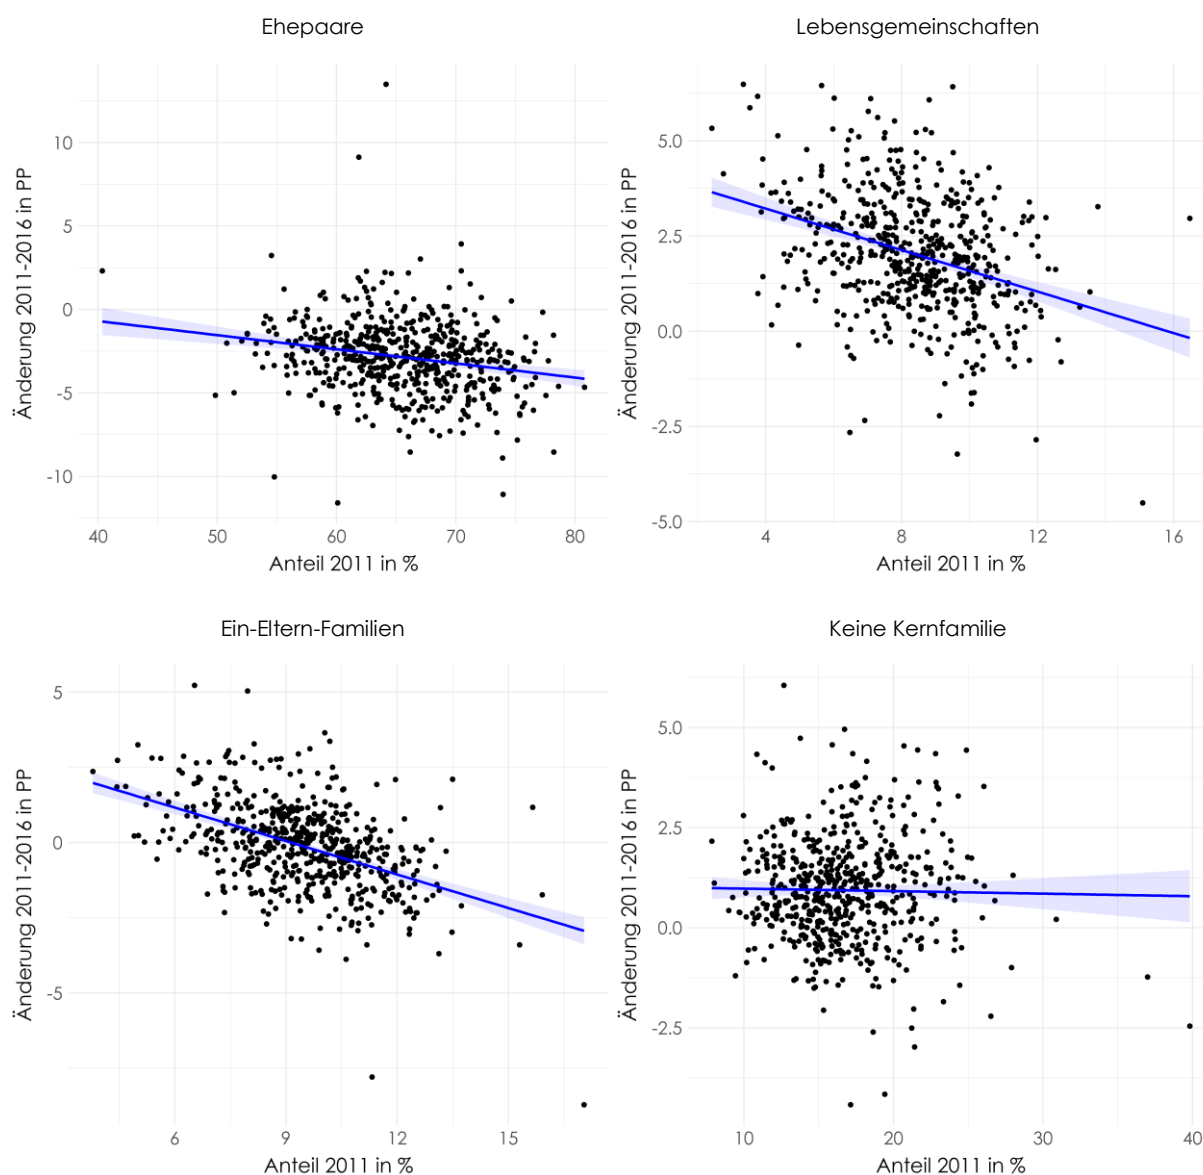 Ehepaare
Änderung 2011-2016 in PP
10
5
0
-5
-10
40
50
60
70
80
Anteil 2011 in %
Lebensgemeinschaften
Änderung 2011-2016 in PP
5.0
2.5
0.0
-2.5
-5.0
4
8
12
16
Anteil 2011 in %
Ein-Eltern-Familien
Änderung 2011-2016 in PP
5
0
-5
6
9
12
15
Anteil 2011 in %
Keine Kernfamilie
Änderung 2011-2016 in PP
5.0
2.5
0.0
-2.5
10
20
30
40
Anteil 2011 in %